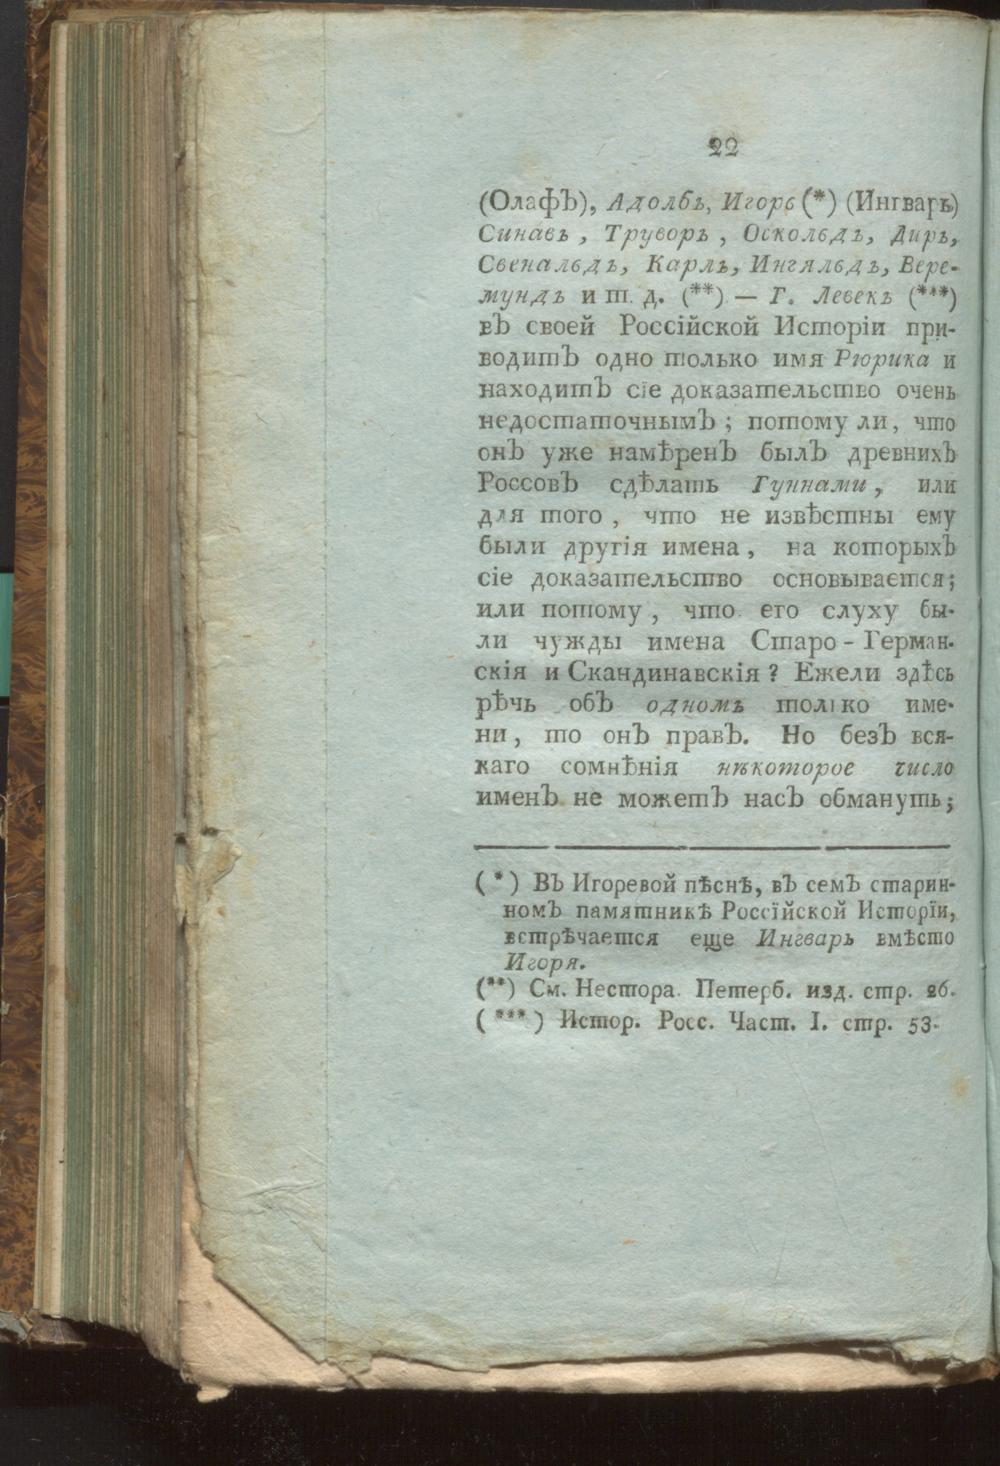 22
(ОлафЪ), Адолбъ, Игорь (*) (Ингварь)
Синавъ, Труворъ, Оскольдъ, Диръ,
Свенальдъ, Карлъ, Ингяльдъ, Вере-
мундъ и т. д. (**) — Г. Левекъ (***)
вЪ своей Россійской Исторіи при-
водитЪ одно только имя Рюрика и
находитЪ сіе доказательство очень
недостаточнымЪ; потому ли, что
онЪ уже намѣренЪ былЪ древнихЪ
РоссовЪ сдѣлать Гуннами, или
для того, что не извѣстны ему
были другія имена, на которыхЪ
сіе доказательство основывается;
или потому, что его слуху бы-
ли чужды имена Старо-Герман-
скія и Скандинавскія? Ежели здѣсь
рѣчь обЪ одномъ только име-
ни, то онЪ правЪ. Но безЪ вся-
каго сомнѣнія нѣкоторое число
именЪ не можетЪ насЪ обмануть;
(*) ВЪ Игоревой пѣснѣ, вЪ семЪ старин-
номЪ памятникѣ Россійской Исторіи,
встрѣчается еще Ингварь вмѣсто
Игоря.
(**) См. Нестора Петерб. изд. стр. 26.
(***) Истор. Росс. Част. I. стр. 53.